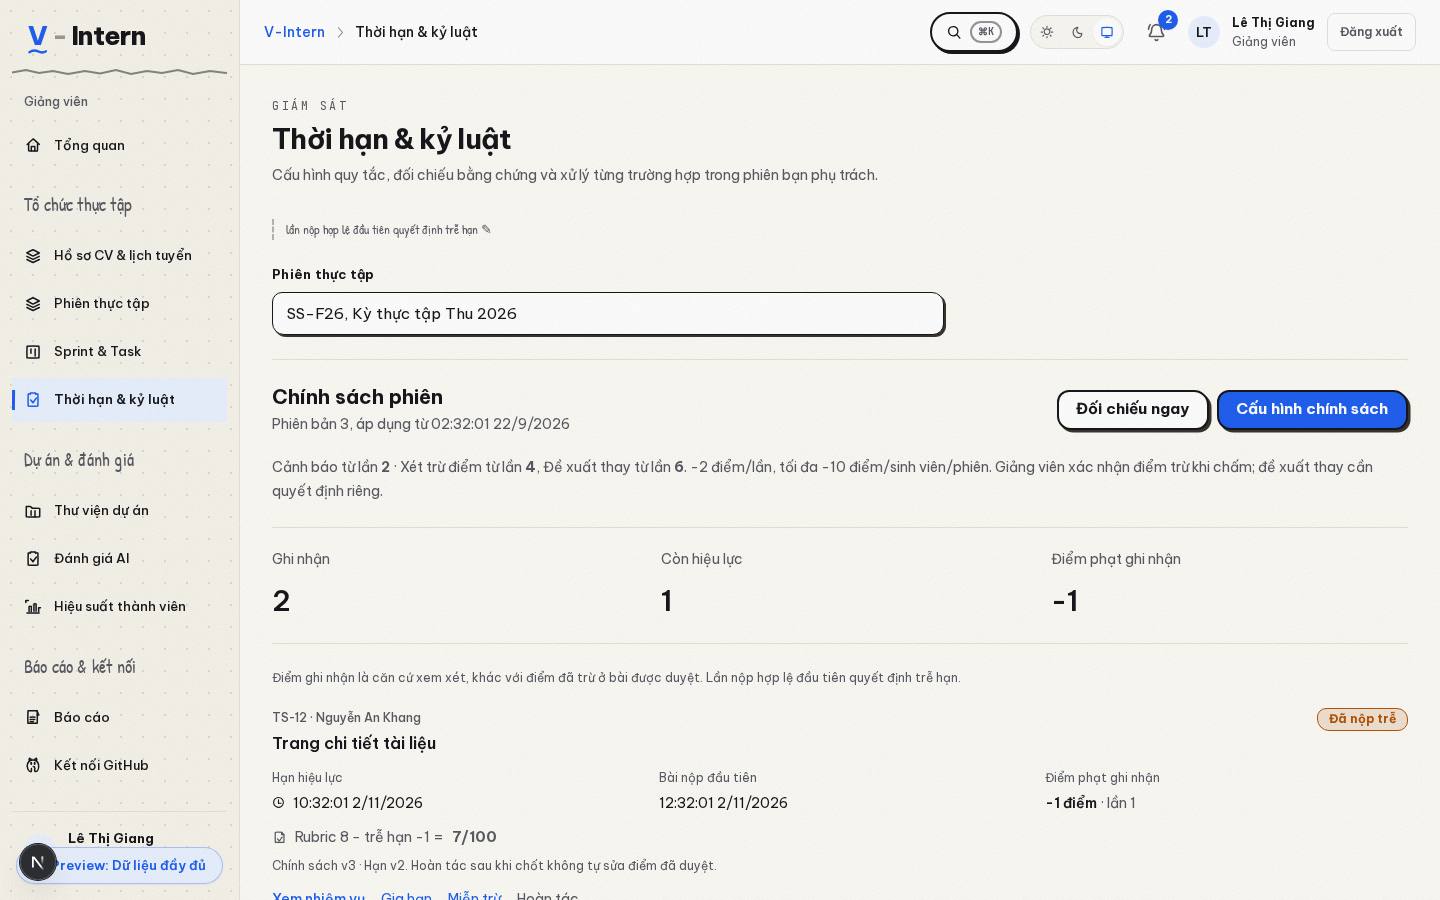 V - Intern
Giảng viên
Tổng quan
Tổ chức thực tập
Hồ sơ CV & lịch tuyển
Phiên thực tập
Sprint & Task
Thời hạn & kỷ luật
Dự án & đánh giá
Thư viện dự án
Đánh giá AI
Hiệu suất thành viên
Báo cáo & kết nối
Báo cáo
Kết nối GitHub
Lê Thị Giang
N
review: Dữ liệu đầy đủ
V-Intern > Thời hạn & kỷ luật
⌘K
2
LT
Lê Thị Giang
Giảng viên
Đăng xuất
GIÁM SÁT
Thời hạn & kỷ luật
Cấu hình quy tắc, đối chiếu bằng chứng và xử lý từng trường hợp trong phiên bạn phụ trách.
lần nộp hợp lệ đầu tiên quyết định trễ hạn ✎
Phiên thực tập
SS-F26, Kỳ thực tập Thu 2026
Chính sách phiên
Phiên bản 3, áp dụng từ 02:32:01 22/9/2026
Đối chiếu ngay
Cấu hình chính sách
Cảnh báo từ lần 2 · Xét trừ điểm từ lần 4, Đề xuất thay từ lần 6. -2 điểm/lần, tối đa -10 điểm/sinh viên/phiên. Giảng viên xác nhận điểm trừ khi chấm; đề xuất thay cần
quyết định riêng.
Ghi nhận
2
Còn hiệu lực
1
Điểm phạt ghi nhận
-1
Điểm ghi nhận là căn cứ xem xét, khác với điểm đã trừ ở bài được duyệt. Lần nộp hợp lệ đầu tiên quyết định trễ hạn.
TS-12 · Nguyễn An Khang
Đã nộp trễ
Trang chi tiết tài liệu
Hạn hiệu lực
10:32:01 2/11/2026
Bài nộp đầu tiên
12:32:01 2/11/2026
Điểm phạt ghi nhận
-1 điểm · lần 1
Rubric 8 - trễ hạn -1 = 7/100
Chính sách v3 · Hạn v2. Hoàn tác sau khi chốt không tự sửa điểm đã duyệt.
Xem nhiệm vụ Gia hạn Miễn trừ Hoàn tác